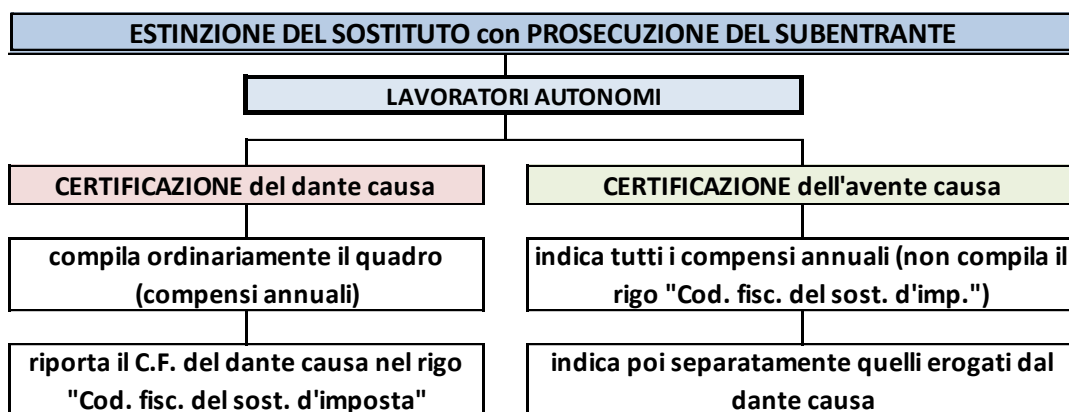 ESTINZIONE DEL SOSTITUTO con PROSECUZIONE DEL SUBENTRANTE
LAVORATORI AUTONOMI
CERTIFICAZIONE del dante causa
compila ordinariamente il quadro
(compensi annuali)
riporta il C.F. del dante causa nel rigo
"Cod. fisc. del sost. d'imposta"
CERTIFICAZIONE dell'avente causa
indica tutti i compensi annuali (non compila il
rigo "Cod. fisc. del sost. d'imp.")
indica poi separatamente quelli erogati dal
dante causa